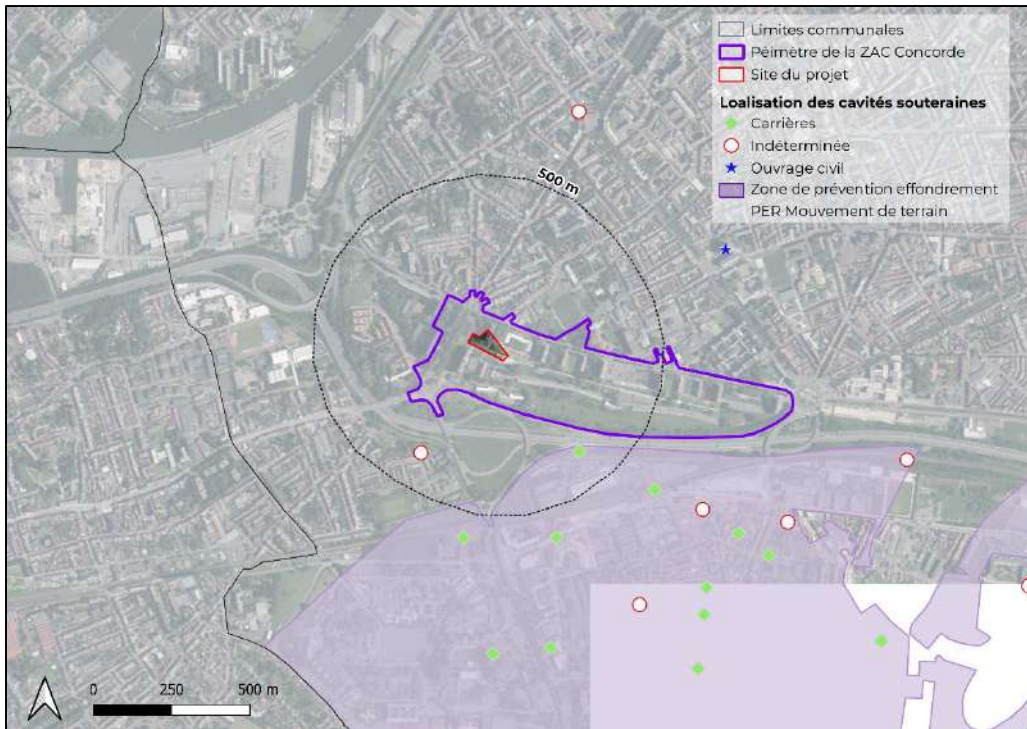 Limites communales
Péimètre de la ZAC Concorde
Site du projet
Loalisation des cavités souteraines
Carrières
Indéterminée
Ouvrage civil
Zone de prévention effondrement
PER Mouvement de terrain
500 m
0 250 500 m